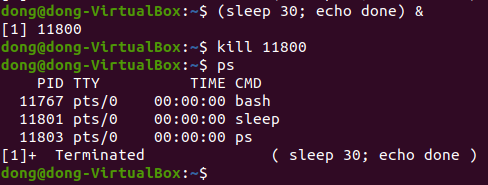 dong@dong-VirtualBox:~$ (sleep 30; echo done) &
[1] 11800
dong@dong-VirtualBox:~$ kill 11800
dong@dong-VirtualBox:~$ ps
    PID TTY          TIME CMD
  11767 pts/0    00:00:00 bash
  11801 pts/0    00:00:00 sleep
  11803 pts/0    00:00:00 ps
[1]+  Terminated              ( sleep 30; echo done )
dong@dong-VirtualBox:~$